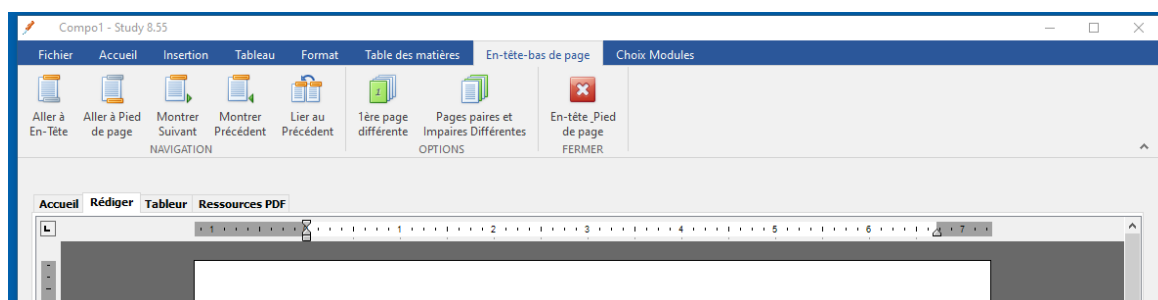 Compo1 - Study 8.55
Fichier Accueil Insertion Tableau Format Table des matières En-tête-bas de page Choix Modules
Aller à Aller à Pied Montrer Montrer Lier au 1ère page Pages paires et En-tête_Pied
En-Tête de page Suivant Précédent Précédent différente Impaires Différentes de page
NAVIGATION OPTIONS FERMER
Accueil Rédiger Tableur Ressources PDF
L 1 1 2 3 4 5 6 7